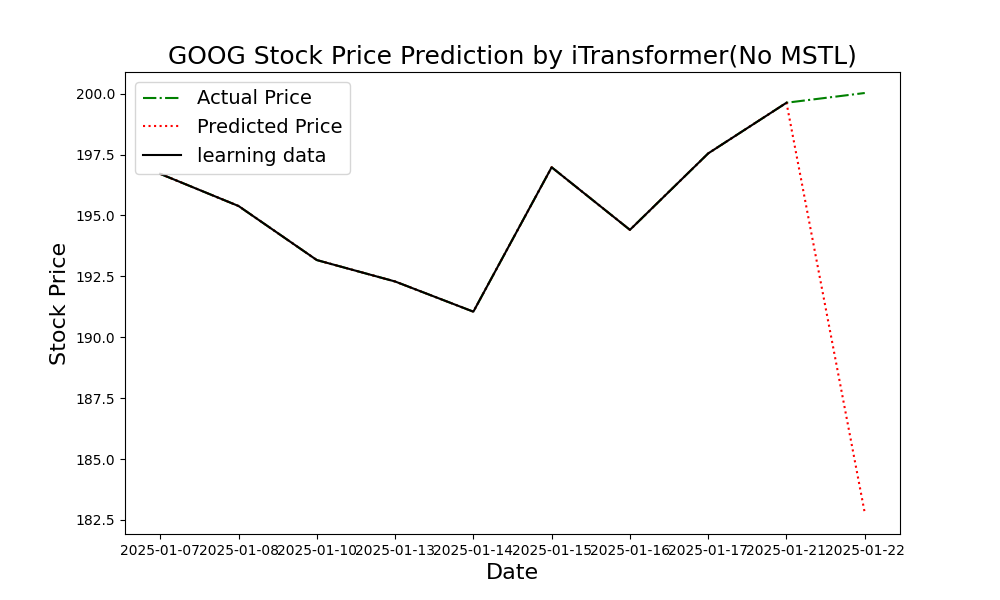 GOOG Stock Price Prediction by iTransformer(No MSTL)
Actual Price
Predicted Price
learning data
200.0
197.5
195.0
192.5
190.0
187.5
185.0
182.5
Stock Price
2025-01-07 2025-01-08 2025-01-10 2025-01-13 2025-01-14 2025-01-15 2025-01-16 2025-01-17 2025-01-21 2025-01-22
Date